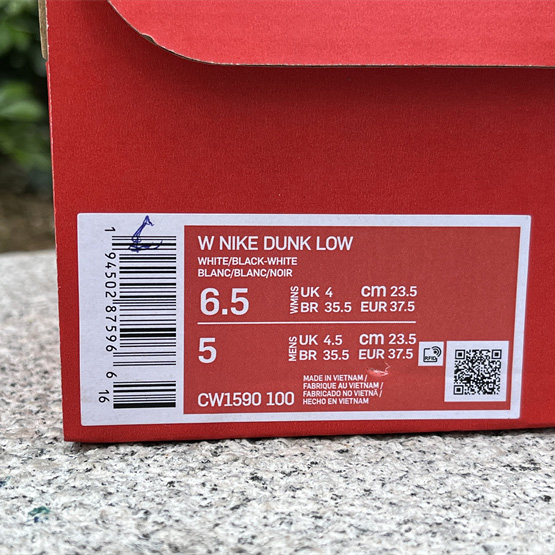 W NIKE DUNK LOW
WHITE/BLACK-WHITE
BLANC/BLANC/NOIR
6.5 WMNS UK 4 cm 23.5
BR 35.5 EUR 37.5
5 MENS UK 4.5 cm 23.5
BR 35.5 EUR 37.5
RFID
MADE IN VIETNAM /
FABRIQUE AU VIETNAM /
FABRICADO NO VIETNÃ /
HECHO EN VIETNAM
CW1590 100
1 94502 87596 6 16